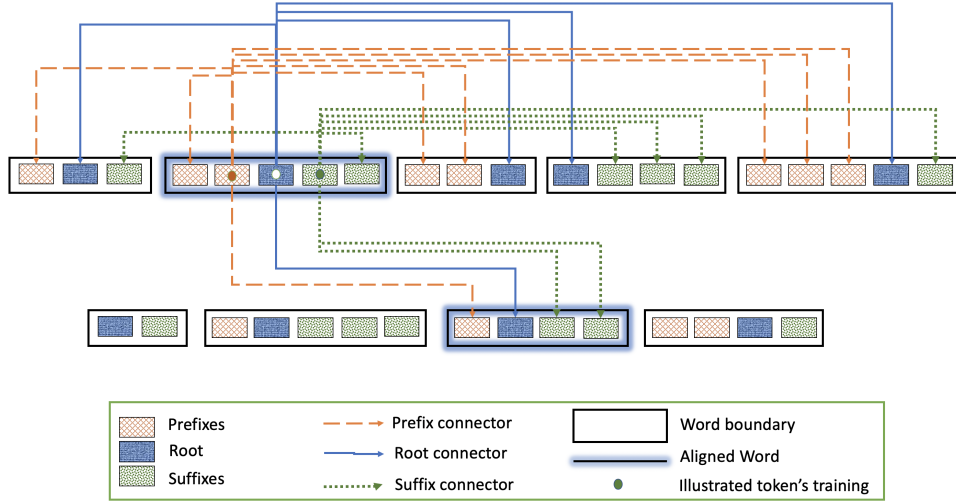 Prefixes
Root
Suffixes
Prefix connector
Root connector
Suffix connector
Word boundary
Aligned Word
Illustrated token's training